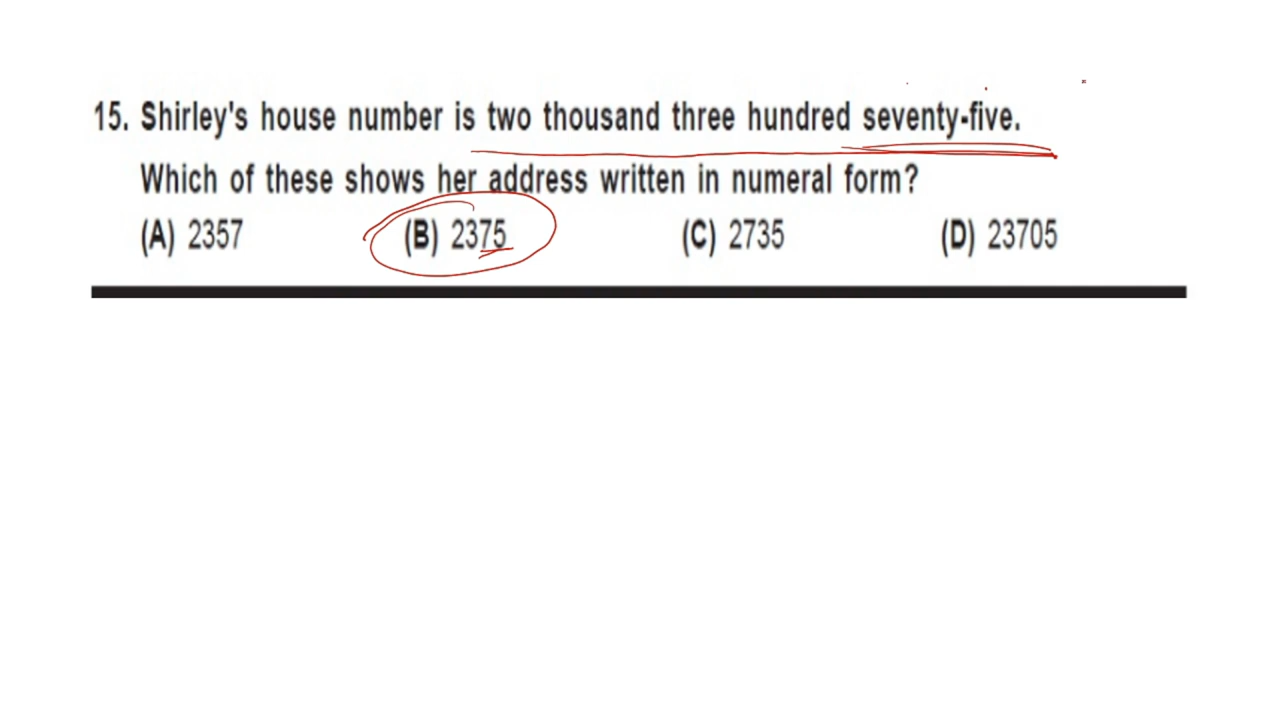 15. Shirley's house number is two thousand three hundred seventy-five.
Which of these shows her address written in numeral form?
(A) 2357 (B) 2375 (C) 2735 (D) 23705